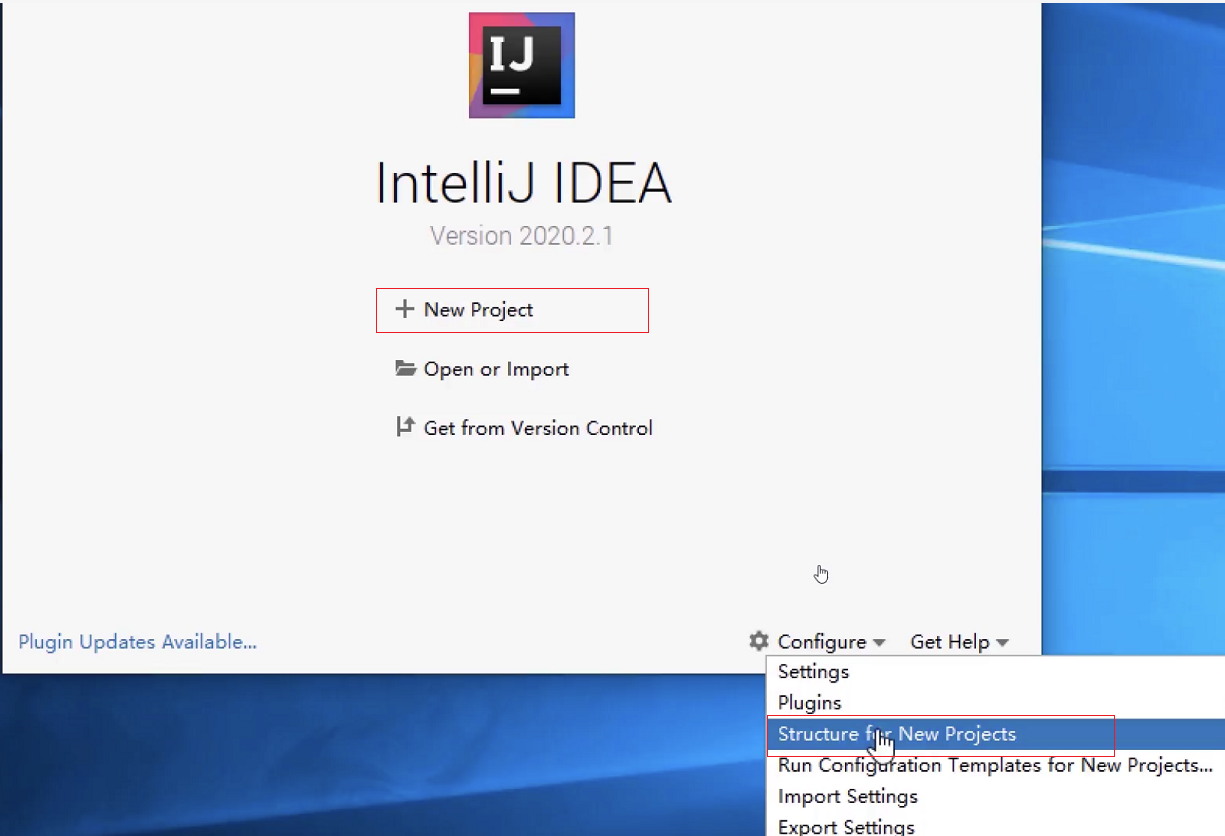 IJ
IntelliJ IDEA
Version 2020.2.1
New Project
Open or Import
Get from Version Control
Plugin Updates Available...
Configure
Get Help
Settings
Plugins
Structure for New Projects
Run Configuration Templates for New Projects...
Import Settings
Export Settings